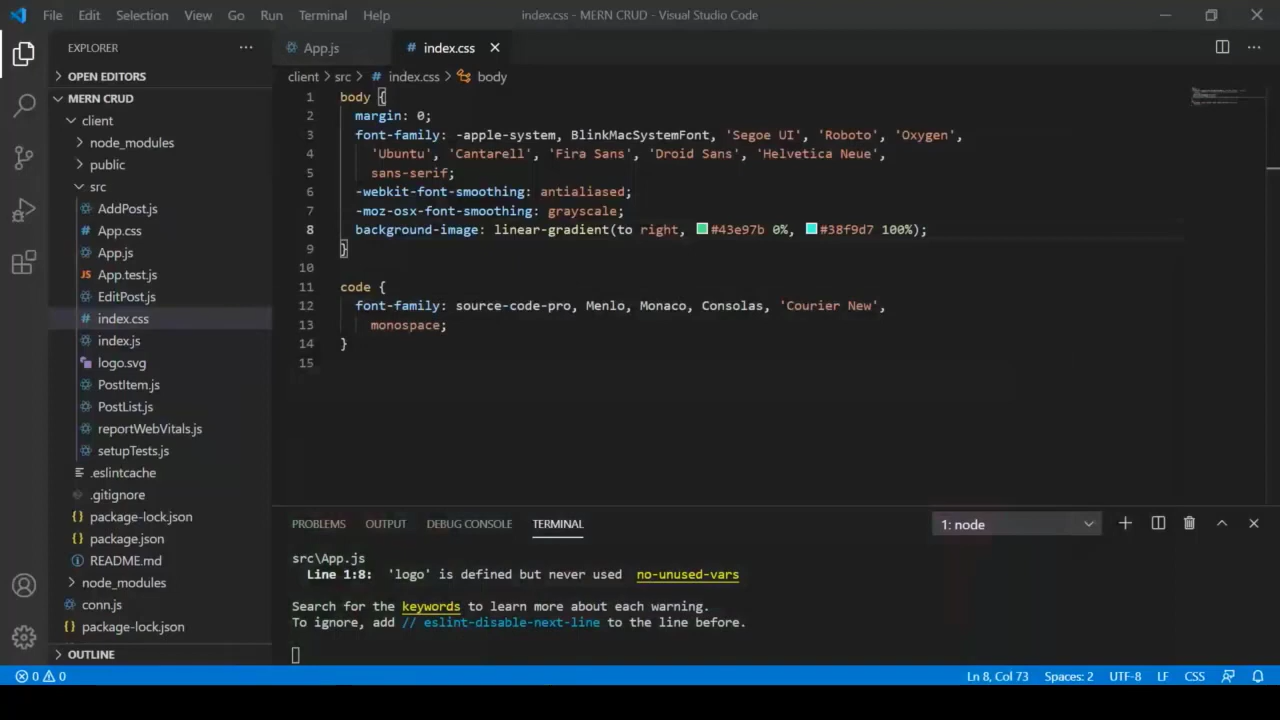 File Edit Selection View Go Run Terminal Help
index.css - MERN CRUD - Visual Studio Code
EXPLORER
OPEN EDITORS
MERN CRUD
client
node_modules
public
src
AddPost.js
App.css
App.js
JS App.test.js
EditPost.js
# index.css
index.js
logo.svg
PostItem.js
PostList.js
reportWebVitals.js
setupTests.js
.eslintcache
.gitignore
{} package-lock.json
{} package.json
README.md
node_modules
conn.js
{} package-lock.json
OUTLINE
App.js
# index.css
client > src > # index.css > body
1 body {
2 margin: 0;
3 font-family: -apple-system, BlinkMacSystemFont, 'Segoe UI', 'Roboto', 'Oxygen',
4 'Ubuntu', 'Cantarell', 'Fira Sans', 'Droid Sans', 'Helvetica Neue',
5 sans-serif;
6 -webkit-font-smoothing: antialiased;
7 -moz-osx-font-smoothing: grayscale;
8 background-image: linear-gradient(to right, #43e97b 0%, #38f9d7 100%);
9 }
10
11 code {
12 font-family: source-code-pro, Menlo, Monaco, Consolas, 'Courier New',
13 monospace;
14 }
15
PROBLEMS OUTPUT DEBUG CONSOLE TERMINAL
1: node
src\App.js
Line 1:8: 'logo' is defined but never used no-unused-vars
Search for the keywords to learn more about each warning.
To ignore, add // eslint-disable-next-line to the line before.
0 0
Ln 8, Col 73 Spaces: 2 UTF-8 LF CSS